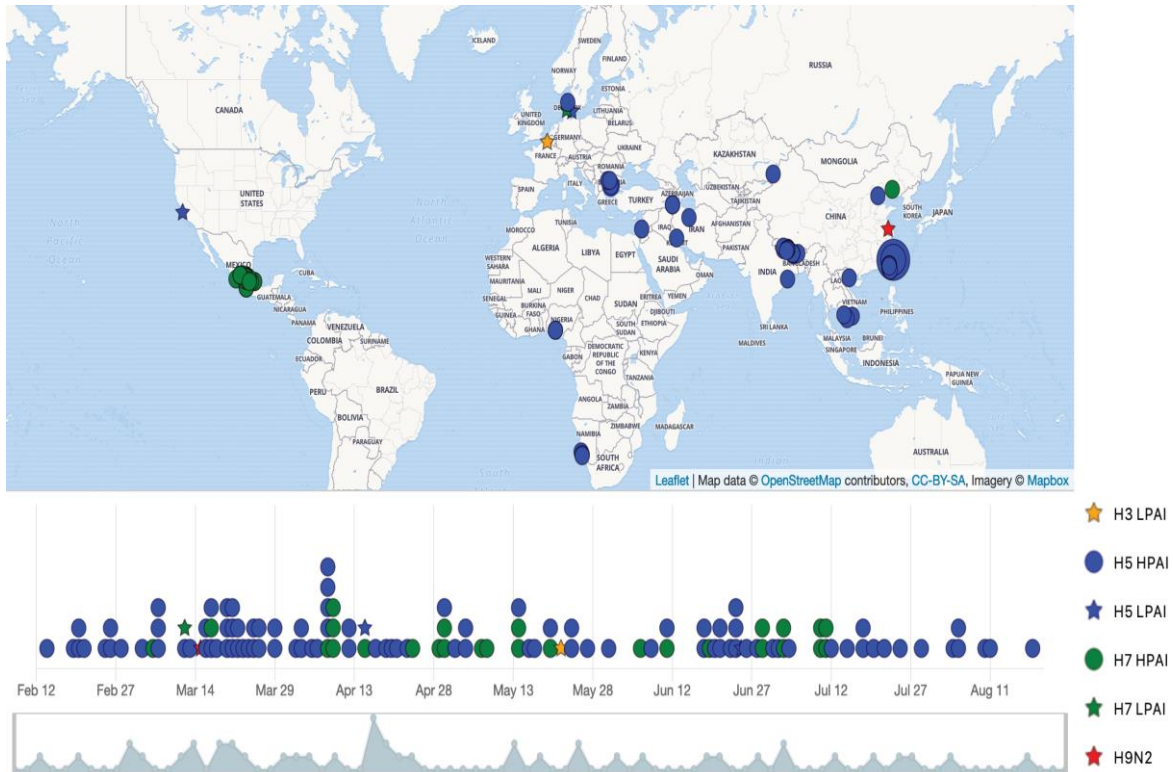 ICELAND
SWEDEN
FINLAND
NORWAY
RUSSIA
ESTONIA
CANADA
UNITED
KINGDOM
LITHUANIA
BELARUS
GERMANY
UKRAINE
FRANCE
AUSTRIA
KAZAKHSTAN
MONGOLIA
ROMANIA
UNITED
STATES
SPAIN
ITALY
GREECE
TURKEY
AZERBAIJAN
UZBEKISTAN
TAJIKISTAN
SOUTH
KOREA
JAPAN
North
Pacific
Ocean
North
Atlantic
Ocean
TUNISIA
MOROCCO
IRAQ
IRAN
AFGHANISTAN
CHINA
PAKISTAN
ALGERIA
LIBYA
EGYPT
SAUDI
ARABIA
WESTERN
SAHARA
OMAN
INDIA
BANGLADESH
MEXICO
CUBA
MAURITANIA
MALI
NIGER
CHAD
SUDAN
ERITREA
YEMEN
GUATEMALA
NICARAGUA
SENEGAL
GUINEA
BURKINA
FASO
NIGERIA
DJIBOUTI
VIETNAM
PHILIPPINES
PANAMA
VENEZUELA
GHANA
SOUTH
SUDAN
ETHIOPIA
SRI LANKA
COLOMBIA
SURINAME
MALDIVES
MALAYSIA
BRUNEI
SINGAPORE
ECUADOR
GABON
DEMOCRATIC
REPUBLIC
OF THE
CONGO
KENYA
INDONESIA
PAPUA NEW
GUINEA
TANZANIA
PERU
BRAZIL
ANGOLA
ZAMBIA
BOLIVIA
ZIMBABWE
MADAGASCAR
NAMIBIA
PARAGUAY
AUSTRALIA
SOUTH
AFRICA
South
Indian
Leaflet | Map data © OpenStreetMap contributors, CC-BY-SA, Imagery © Mapbox
H3 LPAI
H5 HPAI
H5 LPAI
H7 HPAI
H7 LPAI
H9N2
Feb 12 Feb 27 Mar 14 Mar 29 Apr 13 Apr 28 May 13 May 28 Jun 12 Jun 27 Jul 12 Jul 27 Aug 11